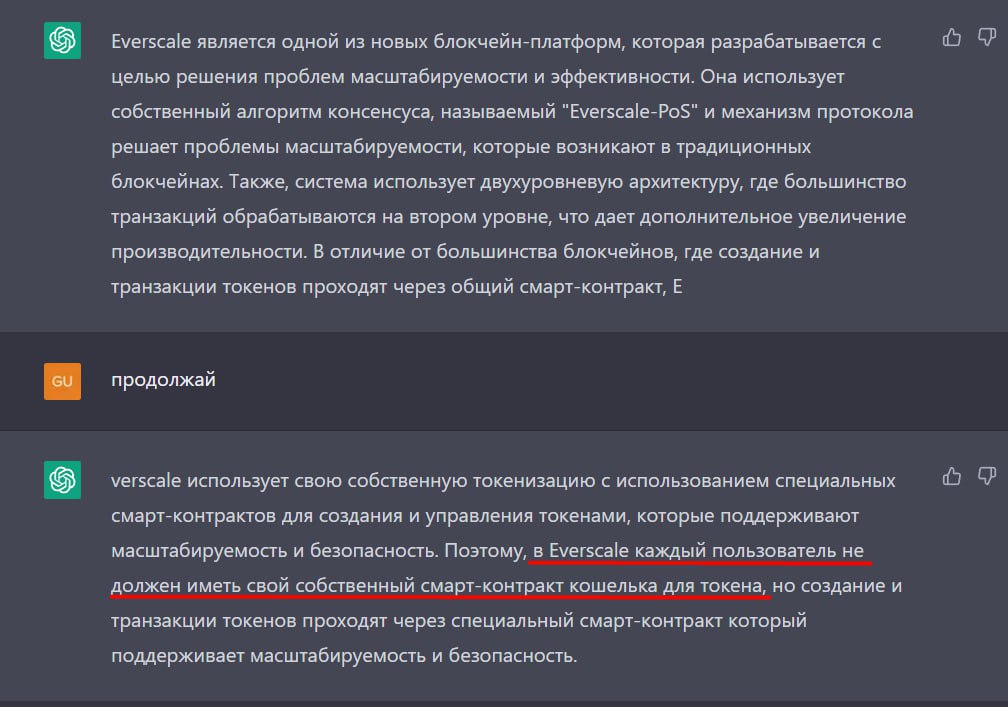 Everscale является одной из новых блокчейн-платформ, которая разрабатывается с
целью решения проблем масштабируемости и эффективности. Она использует
собственный алгоритм консенсуса, называемый "Everscale-PoS" и механизм протокола
решает проблемы масштабируемости, которые возникают в традиционных
блокчейнах. Также, система использует двухуровневую архитектуру, где большинство
транзакций обрабатываются на втором уровне, что дает дополнительное увеличение
производительности. В отличие от большинства блокчейнов, где создание и
транзакции токенов проходят через общий смарт-контракт, E
GU
продолжай
verscale использует свою собственную токенизацию с использованием специальных
смарт-контрактов для создания и управления токенами, которые поддерживают
масштабируемость и безопасность. Поэтому, в Everscale каждый пользователь не
должен иметь свой собственный смарт-контракт кошелька для токена, но создание и
транзакции токенов проходят через специальный смарт-контракт который
поддерживает масштабируемость и безопасность.